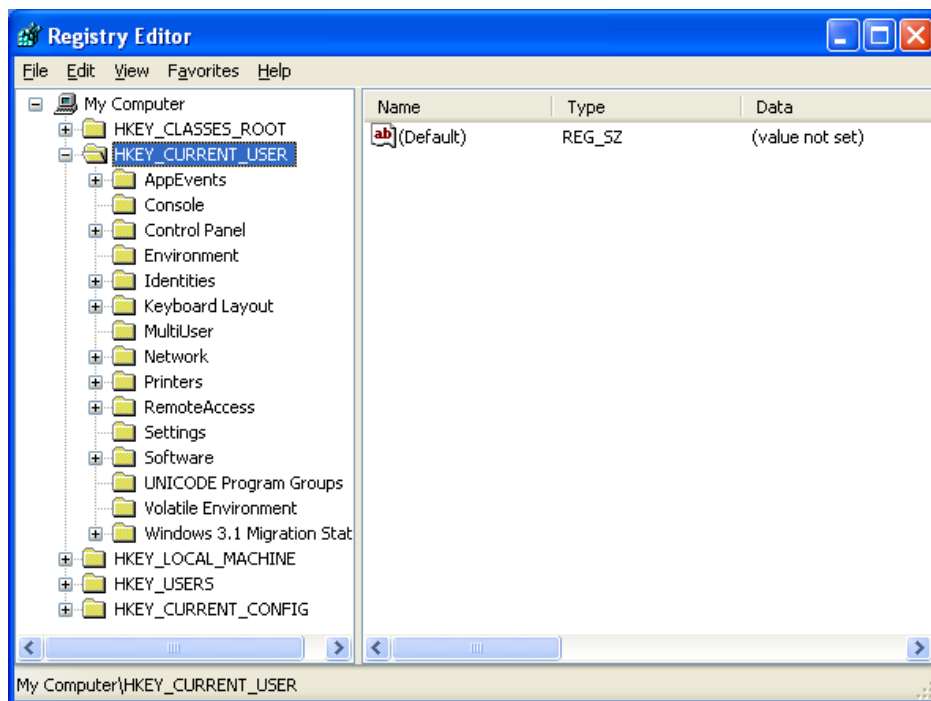 Registry Editor
File Edit View Favorites Help
My Computer
HKEY_CLASSES_ROOT
HKEY_CURRENT_USER
AppEvents
Console
Control Panel
Environment
Identities
Keyboard Layout
MultiUser
Network
Printers
RemoteAccess
Settings
Software
UNICODE Program Groups
Volatile Environment
Windows 3.1 Migration Stat
HKEY_LOCAL_MACHINE
HKEY_USERS
HKEY_CURRENT_CONFIG
Name Type Data
ab (Default) REG_SZ (value not set)
My Computer\HKEY_CURRENT_USER